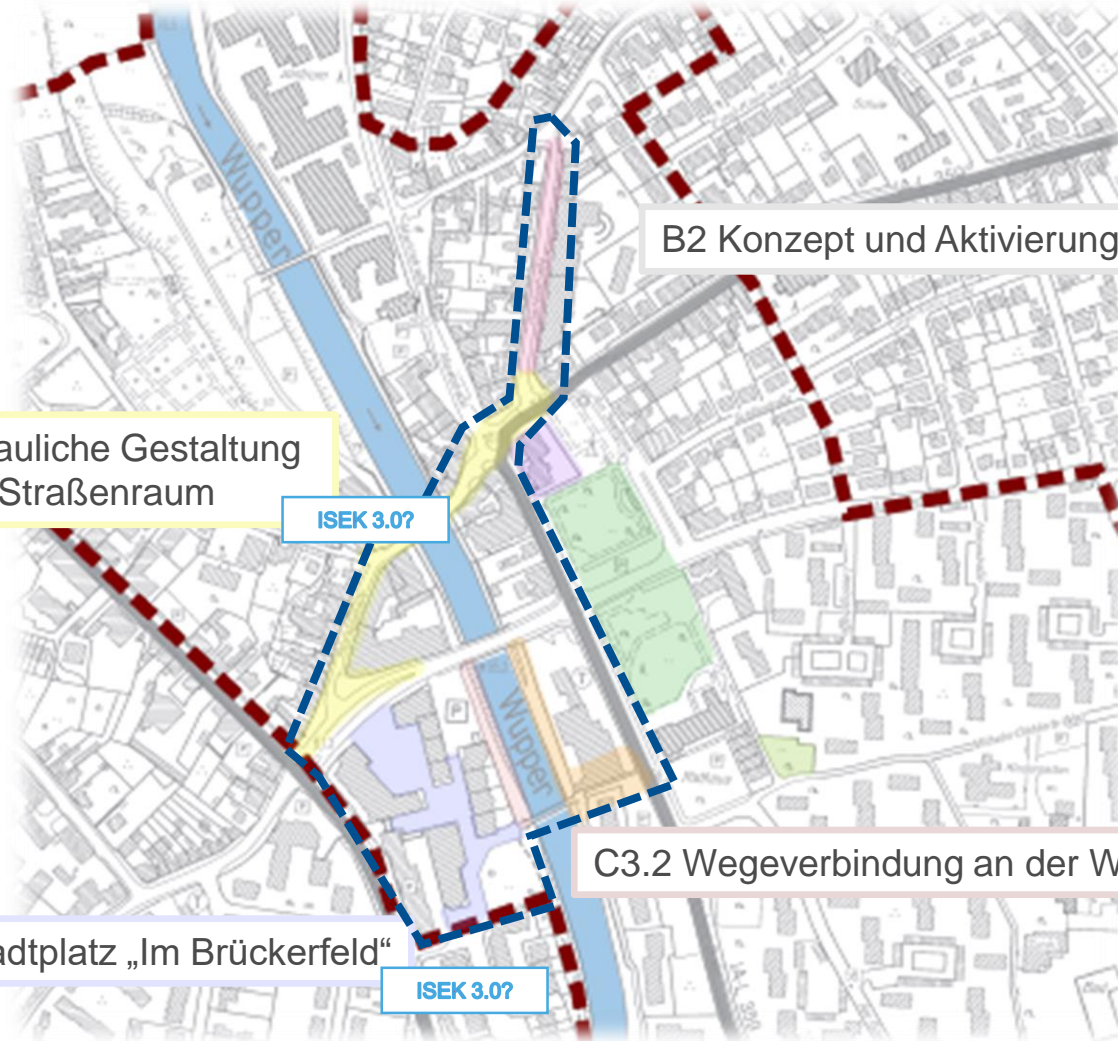 Wupper
B2 Konzept und Aktivierung
auliche Gestaltung
Straßenraum
ISEK 3.0?
P
Wupper
C3.2 Wegeverbindung an der W
adtplatz „Im Brückerfeld“
ISEK 3.0?